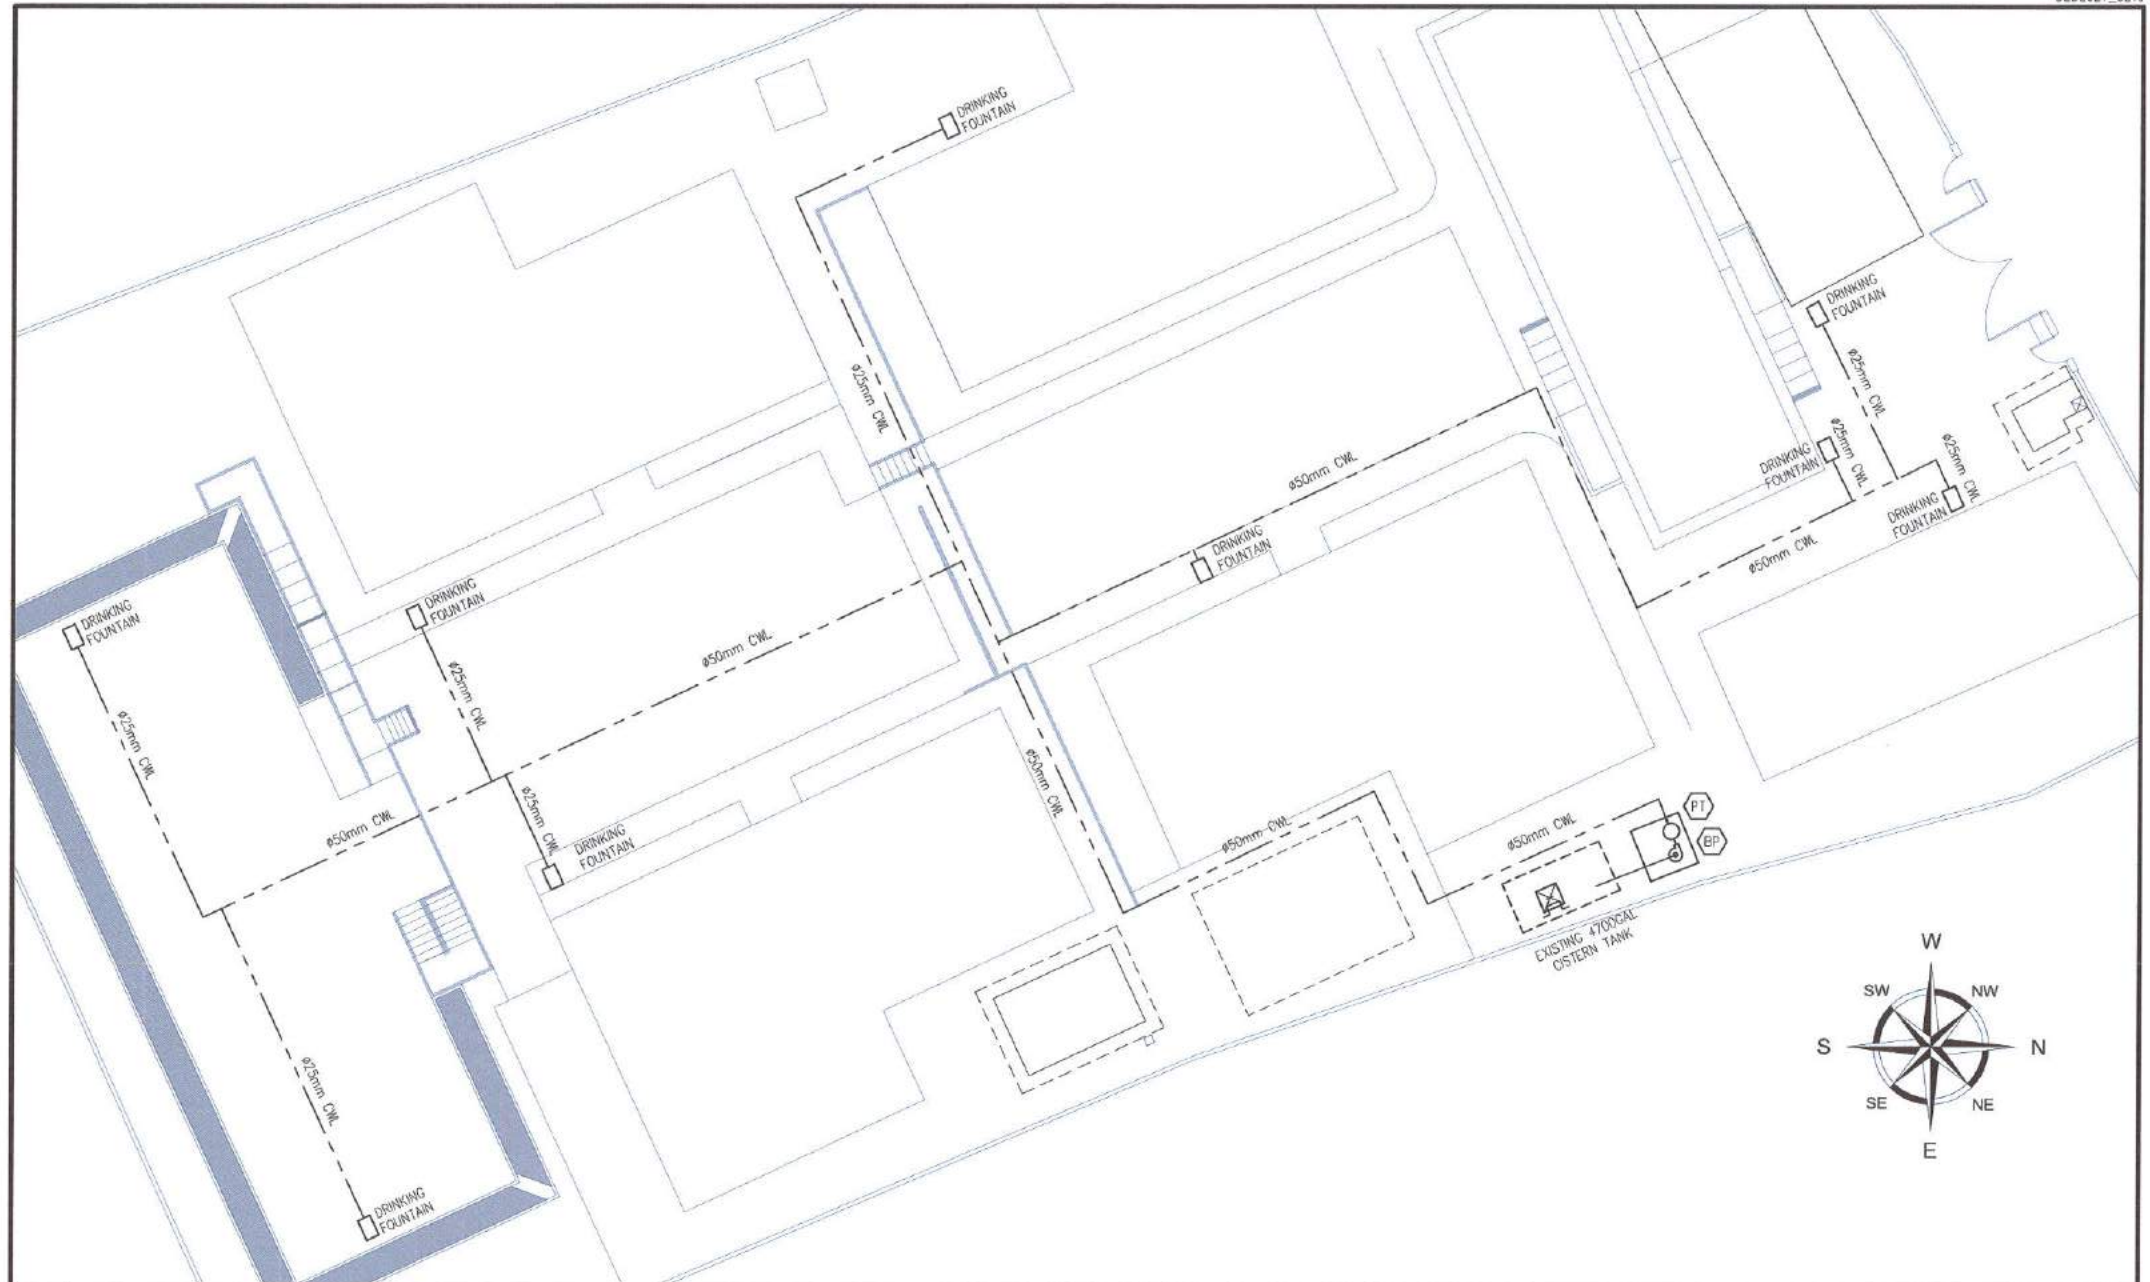 DRINKING
FOUNTAIN
DRINKING
FOUNTAIN
ø25mm CWL
ø25mm CWL
ø25mm CWL
ø25mm CWL
DRINKING
FOUNTAIN
ø50mm CWL
DRINKING
FOUNTAIN
DRINKING
FOUNTAIN
ø50mm CWL
DRINKING
FOUNTAIN
DRINKING
FOUNTAIN
DRINKING
FOUNTAIN
ø50mm CWL
ø25mm CWL
ø25mm CWL
ø50mm CWL
ø25mm CWL
ø50mm CWL
DRINKING
FOUNTAIN
ø50mm CWL
ø50mm CWL
PT
BP
EXISTING 4700GAL
CISTERN TANK
ø25mm CWL
DRINKING
FOUNTAIN
W
SW
NW
S
N
SE
NE
E